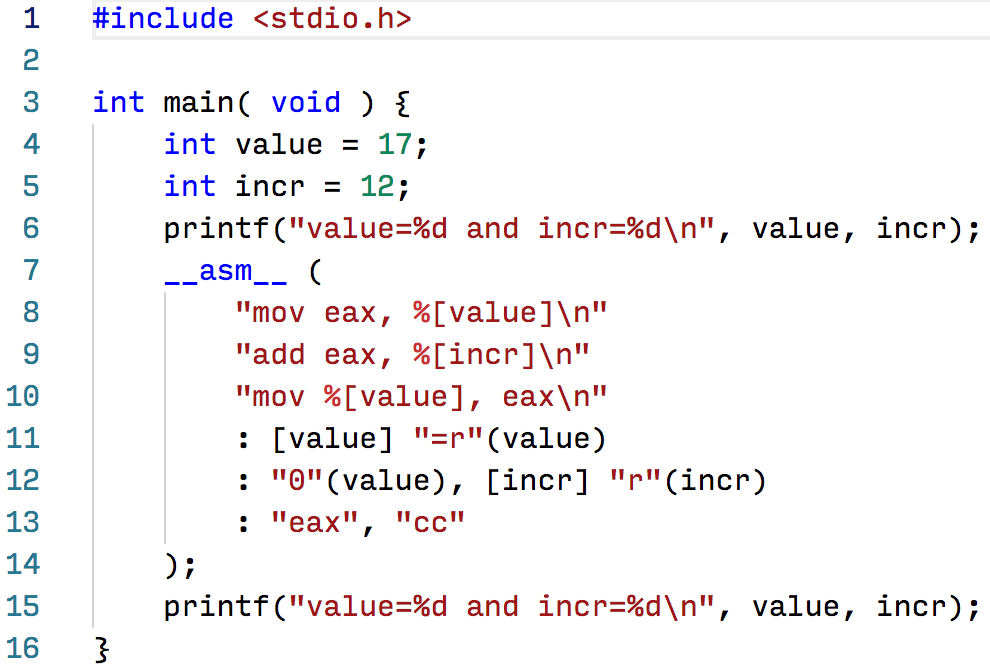 1 #include <stdio.h>
2
3 int main( void ) {
4 int value = 17;
5 int incr = 12;
6 printf("value=%d and incr=%d\n", value, incr);
7 __asm__ (
8 "mov eax, %[value]\n"
9 "add eax, %[incr]\n"
10 "mov %[value], eax\n"
11 : [value] "=r"(value)
12 : "0"(value), [incr] "r"(incr)
13 : "eax", "cc"
14 );
15 printf("value=%d and incr=%d\n", value, incr);
16 }